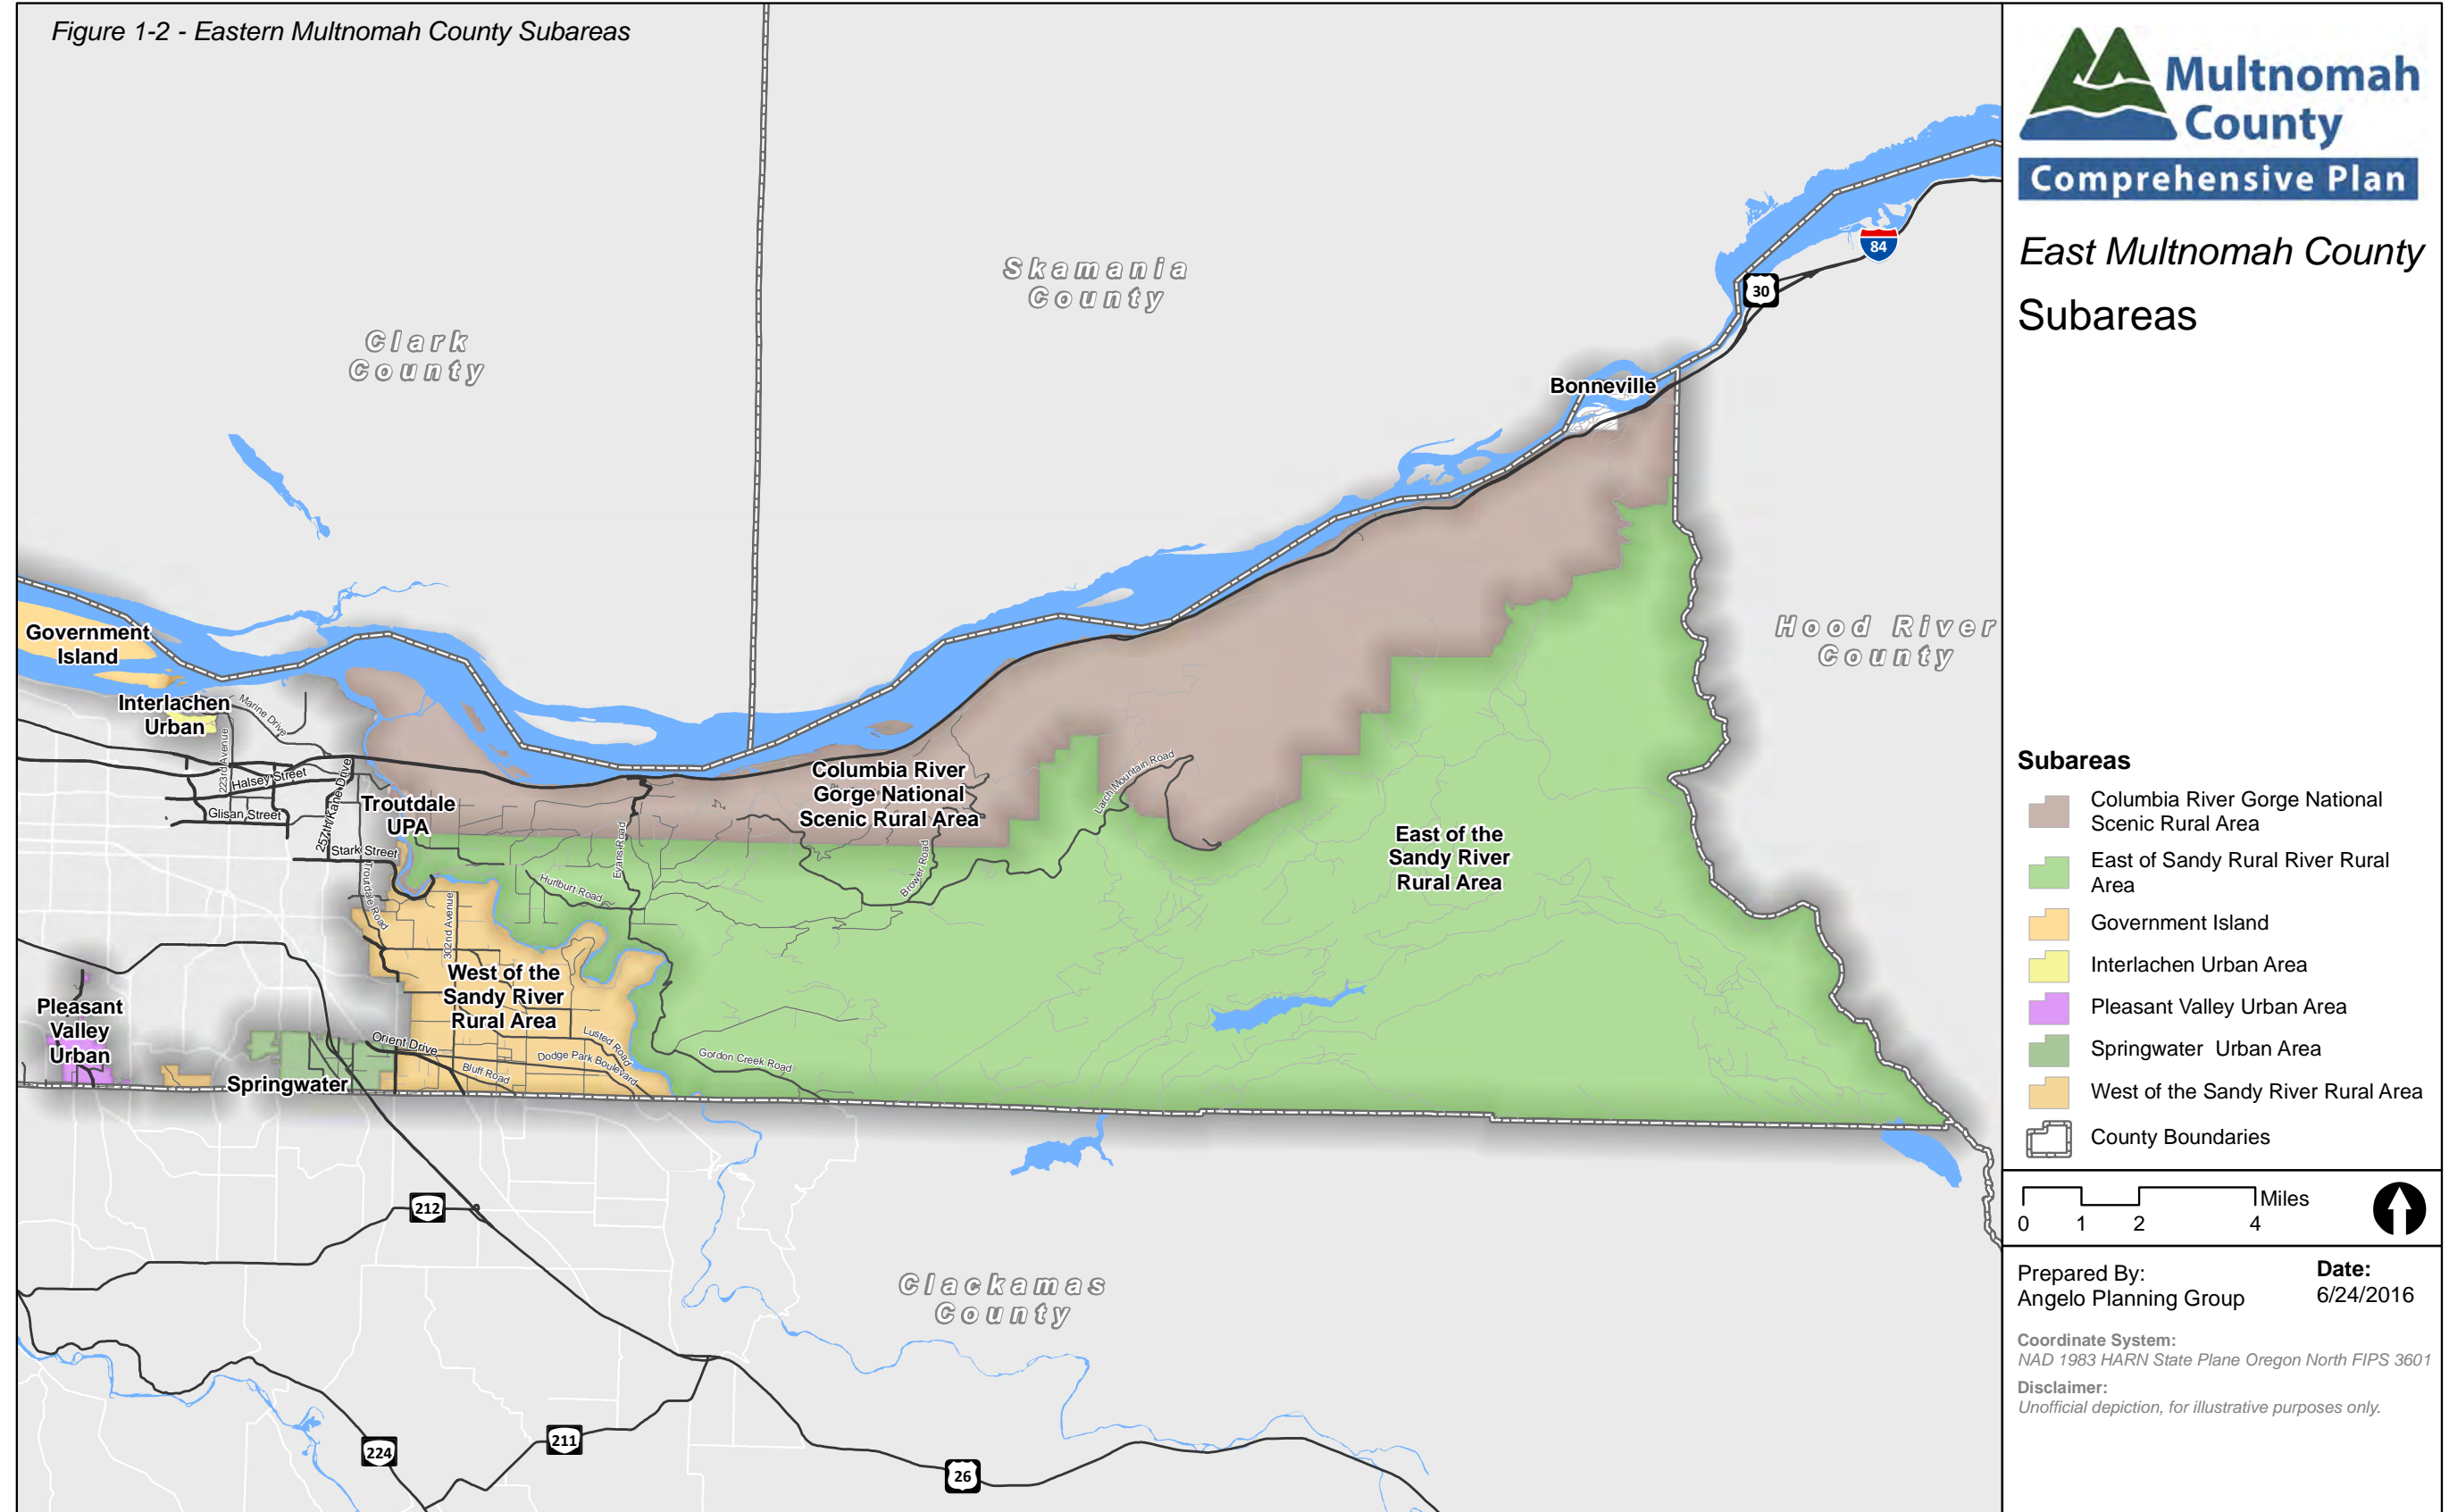 Figure 1-2 - Eastern Multnomah County Subareas
Multnomah
County
Comprehensive Plan
East Multnomah County
Subareas
Skamania
County
Clark
County
84
30
Bonneville
Hood River
County
Government
Island
Interlachen
Urban
Marine Drive
223rd Avenue
Halsey Street
Glisan Street
257th/Kane Drive
Troutdale
UPA
Stark Street
Troutdale Road
Columbia River
Gorge National
Scenic Rural Area
Larch Mountain Road
Evans Road
Brower Road
Hurlburt Road
302nd Avenue
East of the
Sandy River
Rural Area
West of the
Sandy River
Rural Area
Pleasant
Valley
Urban
Orient Drive
Lusted Road
Dodge Park Boulevard
Bluff Road
Gordon Creek Road
Springwater
212
Clackamas
County
224
211
26
Subareas
Columbia River Gorge National
Scenic Rural Area
East of Sandy Rural River Rural
Area
Government Island
Interlachen Urban Area
Pleasant Valley Urban Area
Springwater Urban Area
West of the Sandy River Rural Area
County Boundaries
Miles
0 1 2 4
Prepared By:
Angelo Planning Group
Date:
6/24/2016
Coordinate System:
NAD 1983 HARN State Plane Oregon North FIPS 3601
Disclaimer:
Unofficial depiction, for illustrative purposes only.